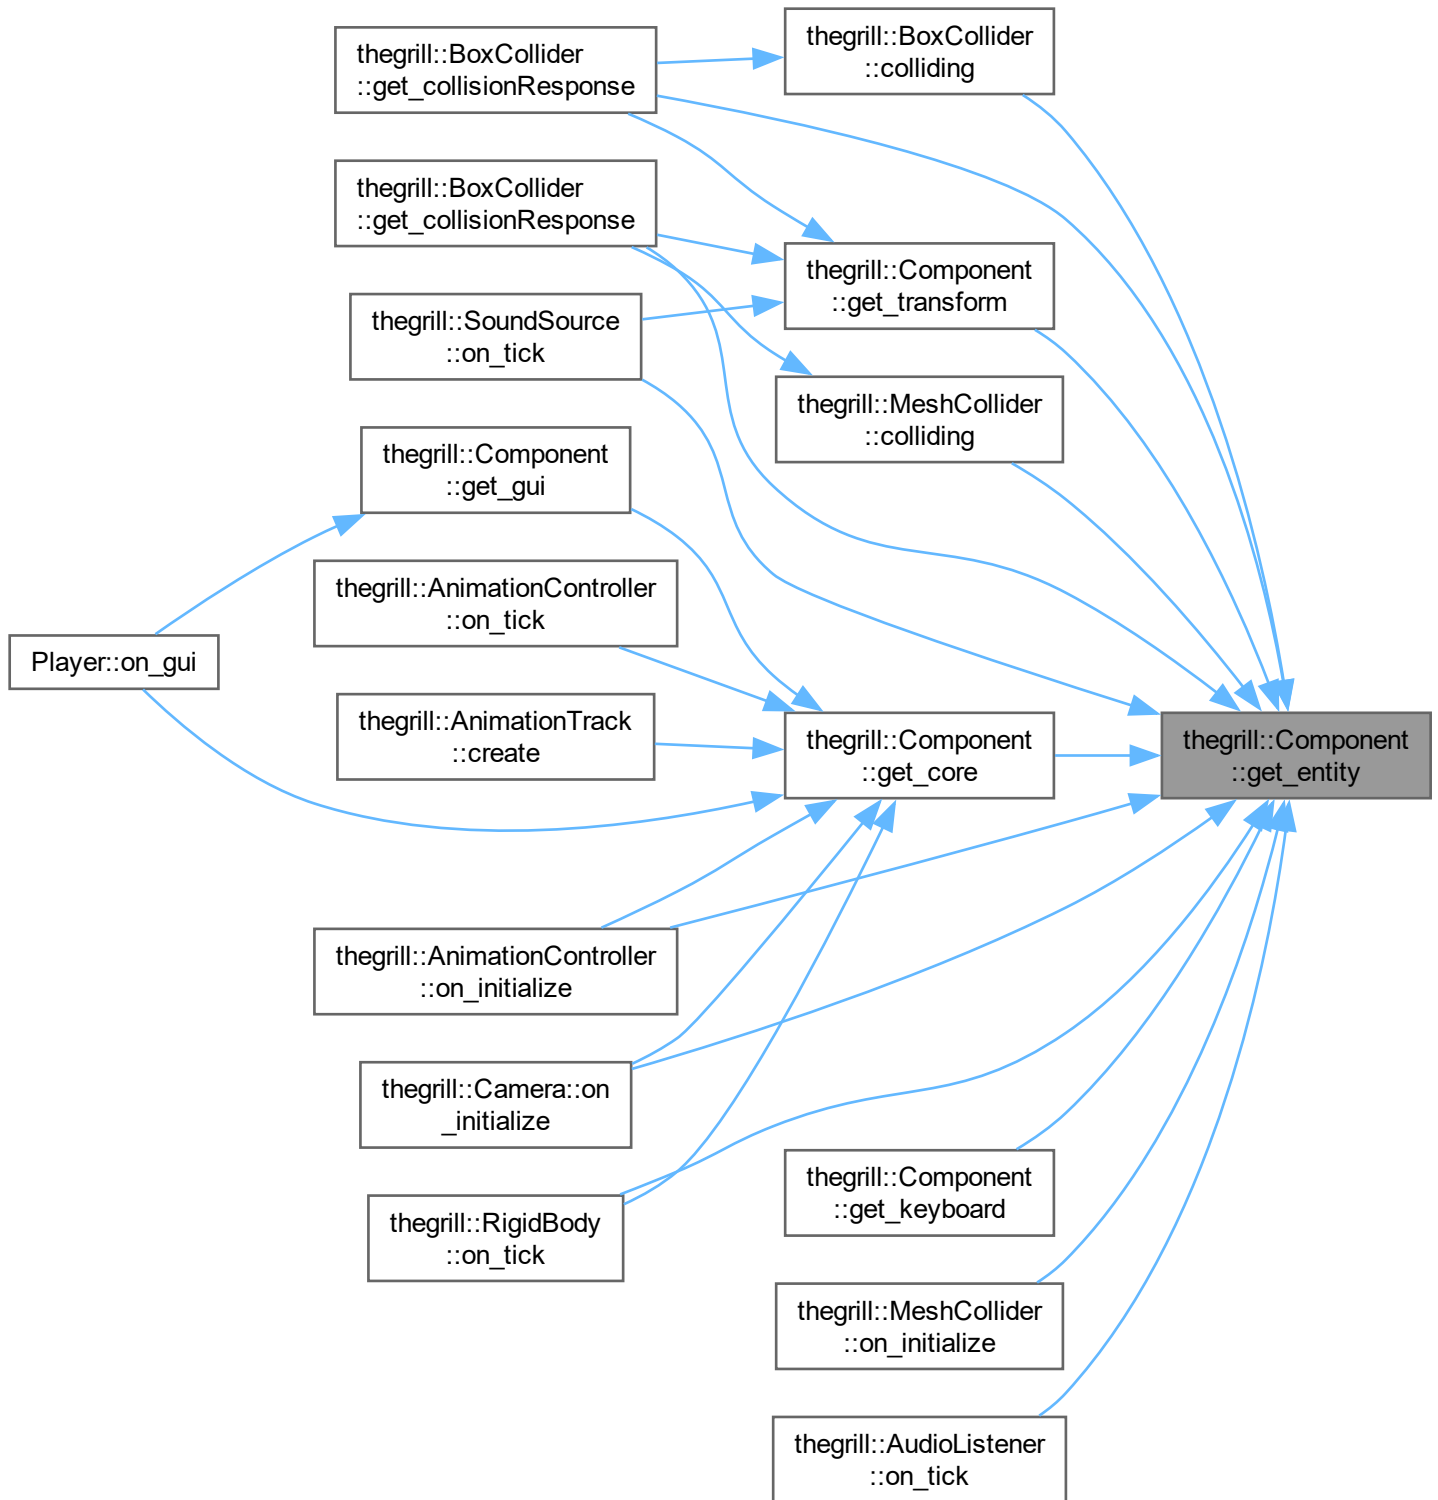 thegrill::BoxCollider
::get_collisionResponse
thegrill::BoxCollider
::colliding
thegrill::BoxCollider
::get_collisionResponse
thegrill::Component
::get_transform
thegrill::SoundSource
::on_tick
thegrill::MeshCollider
::colliding
thegrill::Component
::get_gui
thegrill::AnimationController
::on_tick
Player::on_gui
thegrill::AnimationTrack
::create
thegrill::Component
::get_core
thegrill::Component
::get_entity
thegrill::AnimationController
::on_initialize
thegrill::Camera::on
_initialize
thegrill::Component
::get_keyboard
thegrill::RigidBody
::on_tick
thegrill::MeshCollider
::on_initialize
thegrill::AudioListener
::on_tick